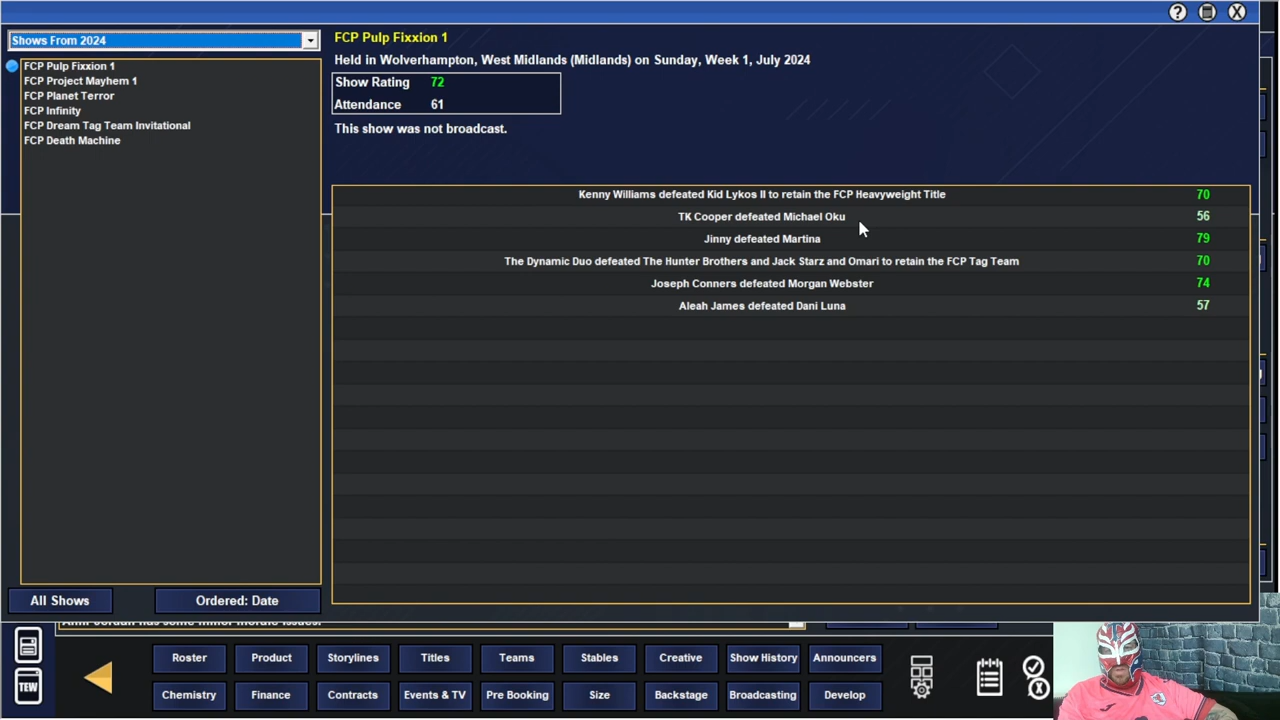 Shows From 2024
FCP Pulp Fixxion 1
FCP Project Mayhem 1
FCP Planet Terror
FCP Infinity
FCP Dream Tag Team Invitational
FCP Death Machine
All Shows
Ordered: Date
FCP Pulp Fixxion 1
Held in Wolverhampton, West Midlands (Midlands) on Sunday, Week 1, July 2024
Show Rating 72
Attendance 61
This show was not broadcast.
Kenny Williams defeated Kid Lykos II to retain the FCP Heavyweight Title 70
TK Cooper defeated Michael Oku 56
Jinny defeated Martina 79
The Dynamic Duo defeated The Hunter Brothers and Jack Starz and Omari to retain the FCP Tag Team 70
Joseph Conners defeated Morgan Webster 74
Aleah James defeated Dani Luna 57
has some minor morale issues.
TEW
Roster Product Storylines Titles Teams Stables Creative Show History Announcers
Chemistry Finance Contracts Events & TV Pre Booking Size Backstage Broadcasting Develop